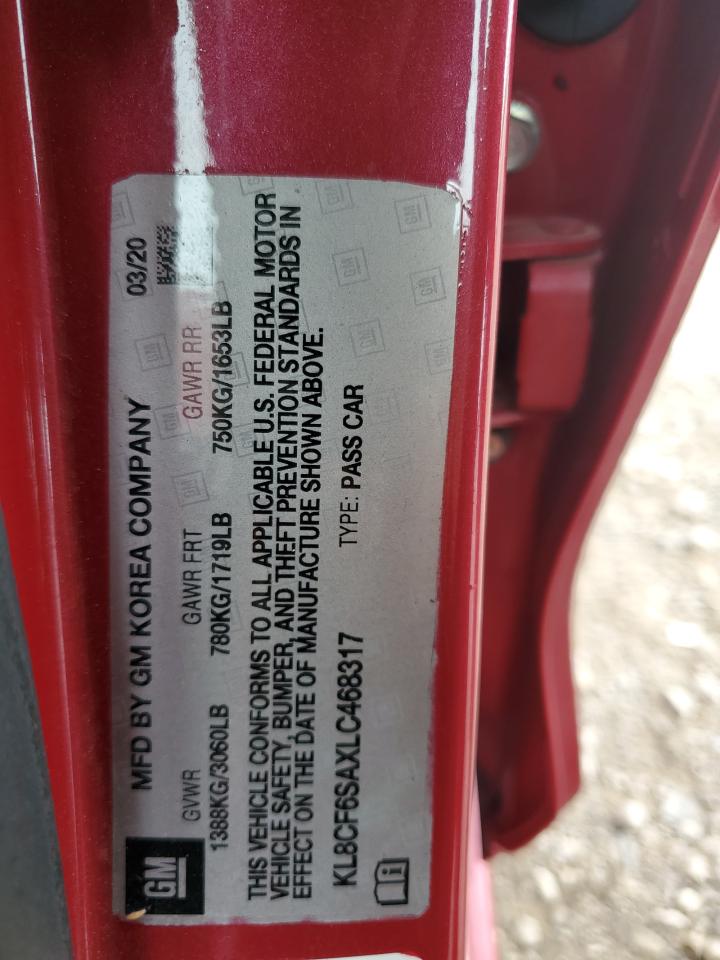 GM
MFD BY GM KOREA COMPANY 03/20
GVWR GAWR FRT GAWR RR
1388KG/3060LB 780KG/1719LB 750KG/1653LB
THIS VEHICLE CONFORMS TO ALL APPLICABLE U.S. FEDERAL MOTOR
VEHICLE SAFETY, BUMPER, AND THEFT PREVENTION STANDARDS IN
EFFECT ON THE DATE OF MANUFACTURE SHOWN ABOVE.
KL8CF6SAXLC468317 TYPE: PASS CAR